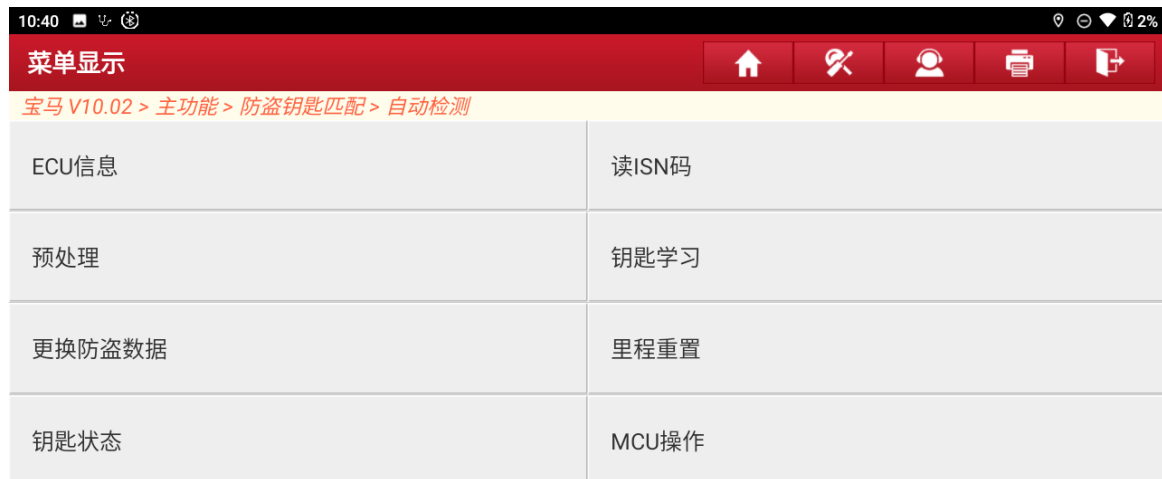 10:40 2%
菜单显示
宝马 V10.02 > 主功能 > 防盗钥匙匹配 > 自动检测
ECU信息 读ISN码
预处理 钥匙学习
更换防盗数据 里程重置
钥匙状态 MCU操作